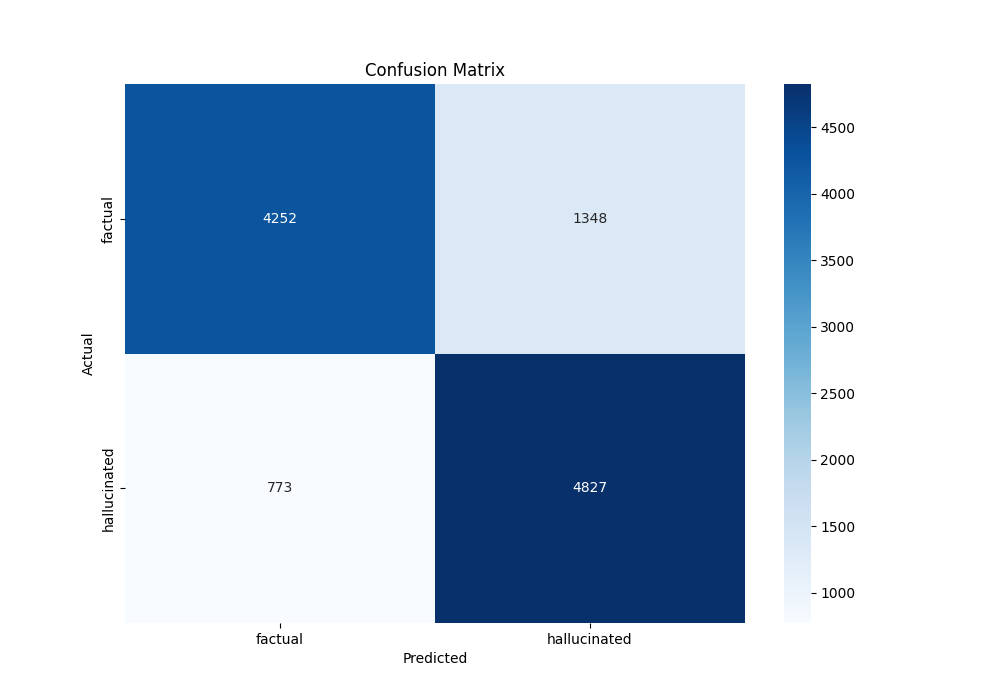 Confusion Matrix
Actual
factual
4252
1348
hallucinated
773
4827
factual
hallucinated
Predicted
4500
4000
3500
3000
2500
2000
1500
1000